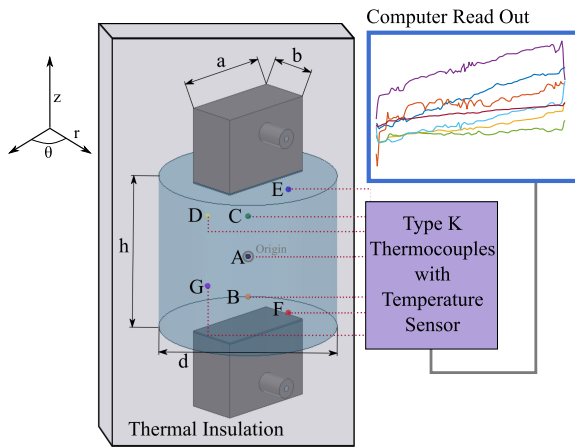 Computer Read Out
a
b
z
r
θ
E
D
C
Type K
Thermocouples
with
Temperature
Sensor
h
Origin
A
G
B
F
d
Thermal Insulation